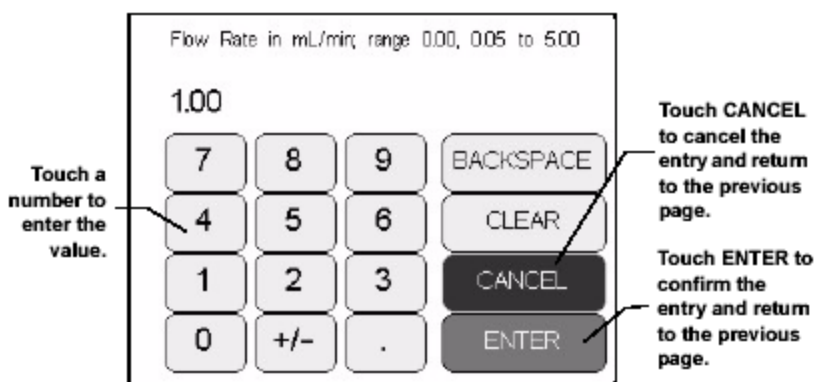 Flow Rate in mL/min; range 0.00, 0.05 to 5.00
1.00
7 8 9 BACKSPACE
4 5 6 CLEAR
1 2 3 CANCEL
0 +/- . ENTER
Touch a
number to
enter the
value.
Touch CANCEL
to cancel the
entry and return
to the previous
page.
Touch ENTER to
confirm the
entry and return
to the previous
page.